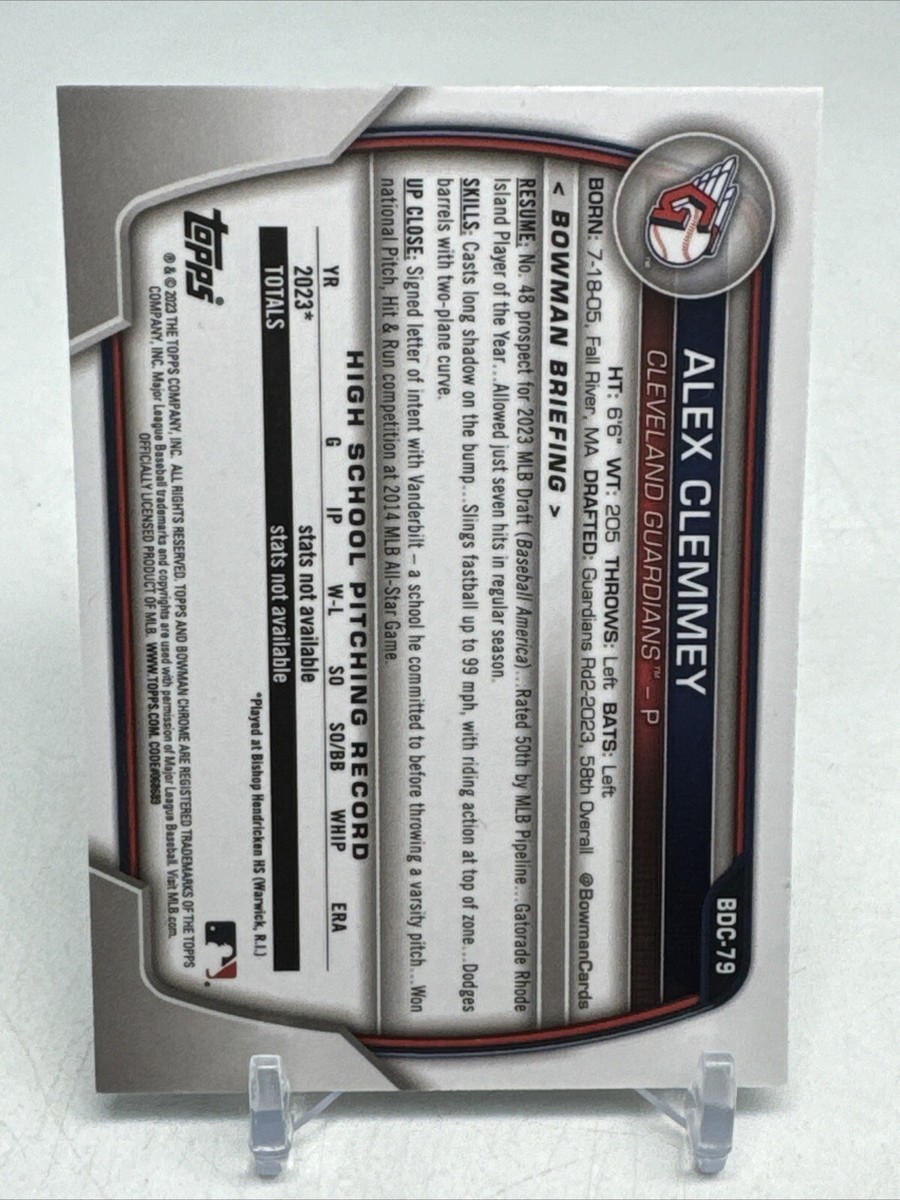 BDC-79
ALEX CLEMMEY
CLEVELAND GUARDIANS™ – P
HT: 6'6" WT: 205 THROWS: Left BATS: Left
BORN: 7-18-05, Fall River, MA DRAFTED: Guardians Rd2-2023, 58th Overall @BowmanCards
< BOWMAN BRIEFING >
RESUME: No. 48 prospect for 2023 MLB Draft (Baseball America)...Rated 50th by MLB Pipeline...Gatorade Rhode
Island Player of the Year...Allowed just seven hits in regular season.
SKILLS: Casts long shadow on the bump...Slings fastball up to 99 mph, with riding action at top of zone...Dodges
barrels with two-plane curve.
UP CLOSE: Signed letter of intent with Vanderbilt – a school he committed to before throwing a varsity pitch...Won
national Pitch, Hit & Run competition at 2014 MLB All-Star Game.
HIGH SCHOOL PITCHING RECORD
YR G IP W-L SO SO/BB WHIP ERA
2023* stats not available
TOTALS stats not available
*Played at Bishop Hendricken HS (Warwick, R.I.)
topps
® & © 2023 THE TOPPS COMPANY, INC. ALL RIGHTS RESERVED. TOPPS AND BOWMAN CHROME ARE REGISTERED TRADEMARKS OF THE TOPPS
COMPANY, INC. Major League Baseball trademarks and copyrights are used with permission of Major League Baseball. Visit MLB.com.
OFFICIALLY LICENSED PRODUCT OF MLB. WWW.TOPPS.COM. CODE#068689